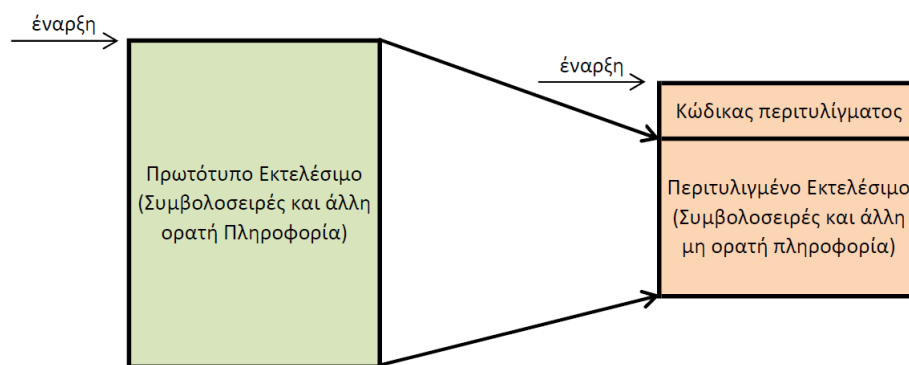 έναρξη
Πρωτότυπο Εκτελέσιμο
(Συμβολοσειρές και άλλη
ορατή Πληροφορία)
έναρξη
Κώδικας περιτυλίγματος
Περιτυλιγμένο Εκτελέσιμο
(Συμβολοσειρές και άλλη
μη ορατή πληροφορία)